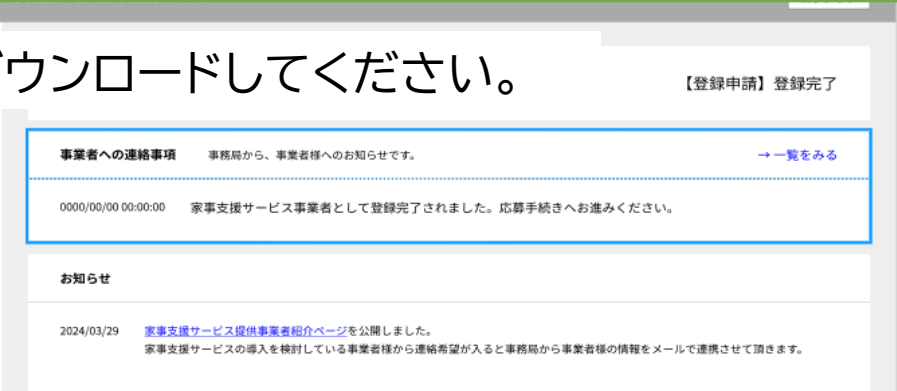 ウンロードしてください。
【登録申請】登録完了
事業者への連絡事項 事務局から、事業者様へのお知らせです。 →一覧をみる
0000/00/00 00:00:00 家事支援サービス事業者として登録完了されました。応募手続きへお進みください。
お知らせ
2024/03/29 家事支援サービス提供事業者紹介ページを公開しました。
家事支援サービスの導入を検討している事業者様から連絡希望が入ると事務局から事業者様の情報をメールで連携させて頂きます。